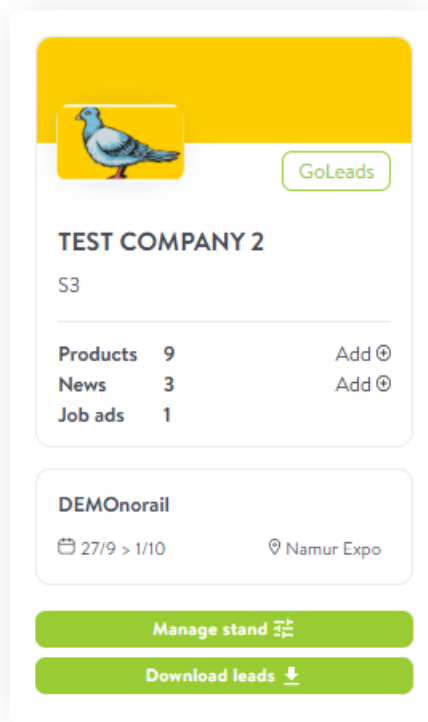 GoLeads
TEST COMPANY 2
S3
Products 9 Add
News 3 Add
Job ads 1
DEMOnorail
27/9 > 1/10 Namur Expo
Manage stand
Download leads